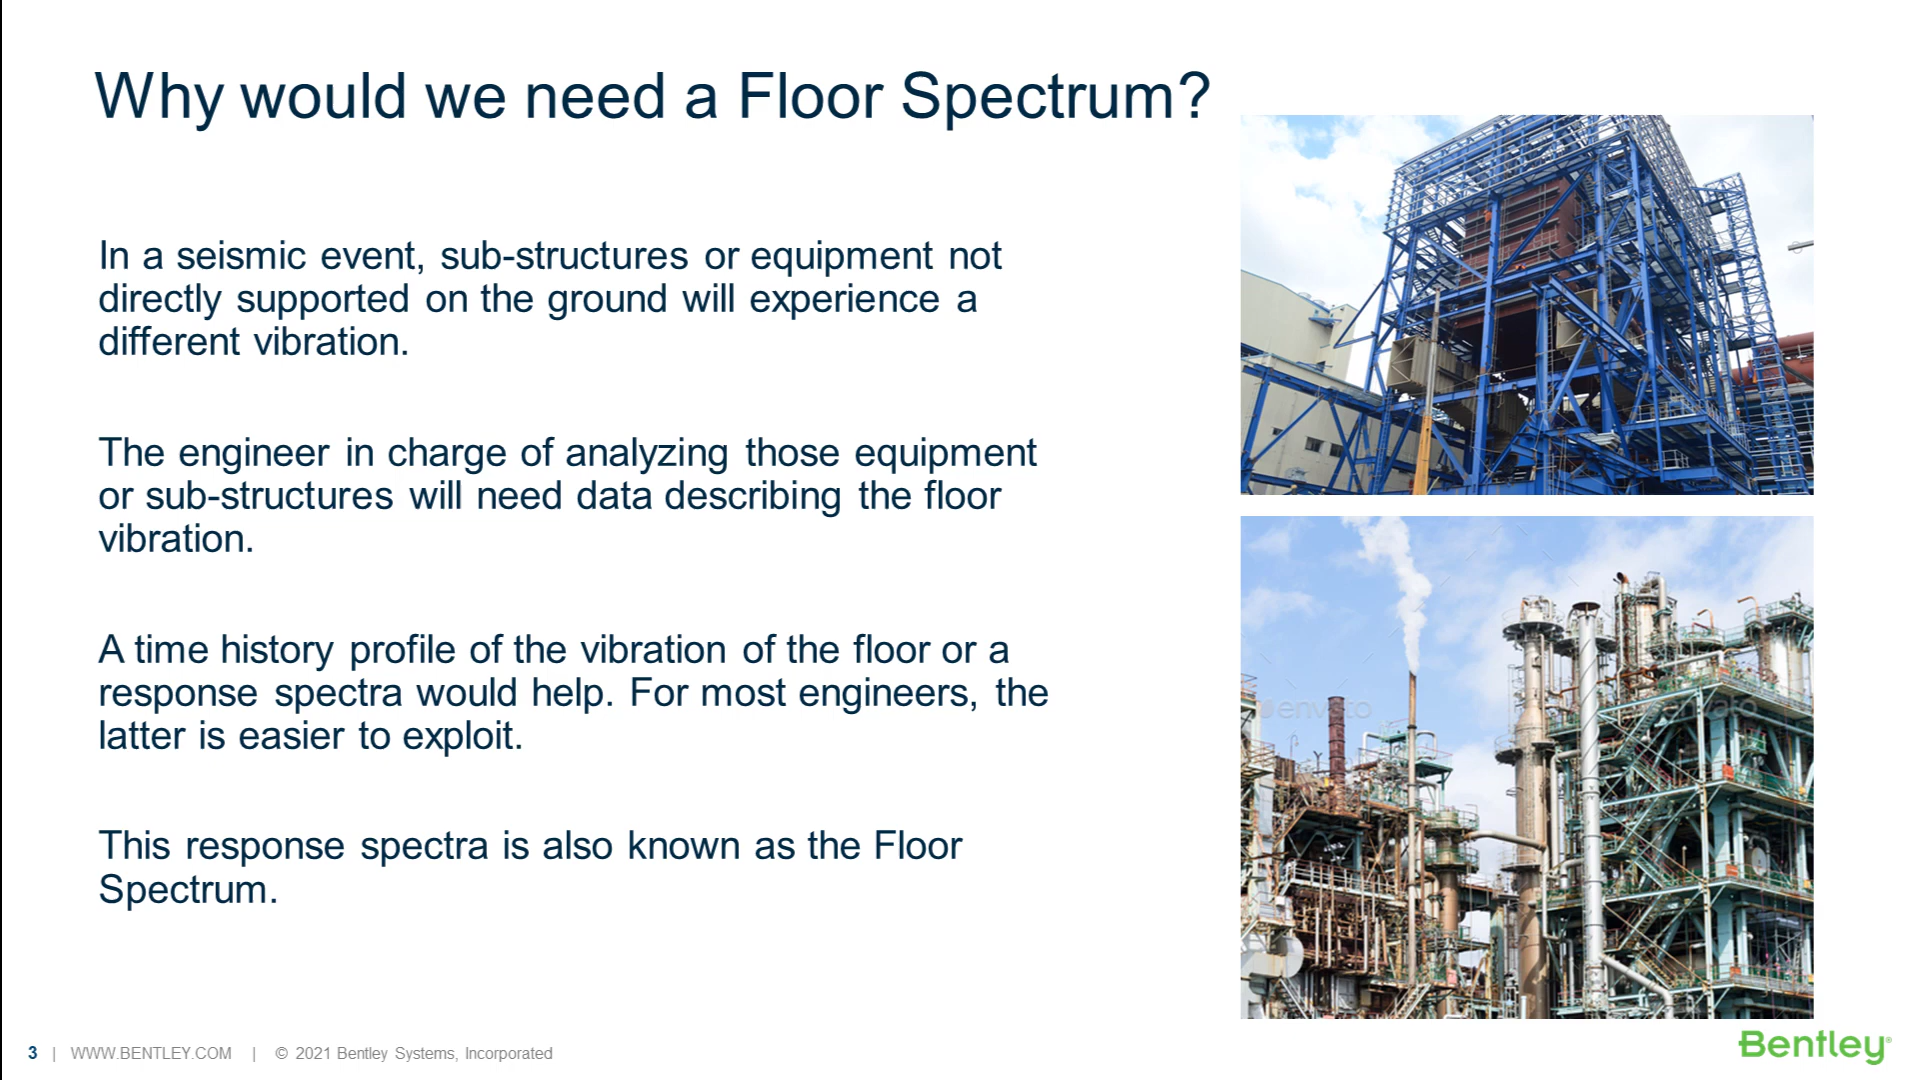 Why would we need a Floor Spectrum?
In a seismic event, sub-structures or equipment not
directly supported on the ground will experience a
different vibration.
The engineer in charge of analyzing those equipment
or sub-structures will need data describing the floor
vibration.
A time history profile of the vibration of the floor or a
response spectra would help. For most engineers, the
latter is easier to exploit.
This response spectra is also known as the Floor
Spectrum.
envato
3 | WWW.BENTLEY.COM | © 2021 Bentley Systems, Incorporated
Bentley®